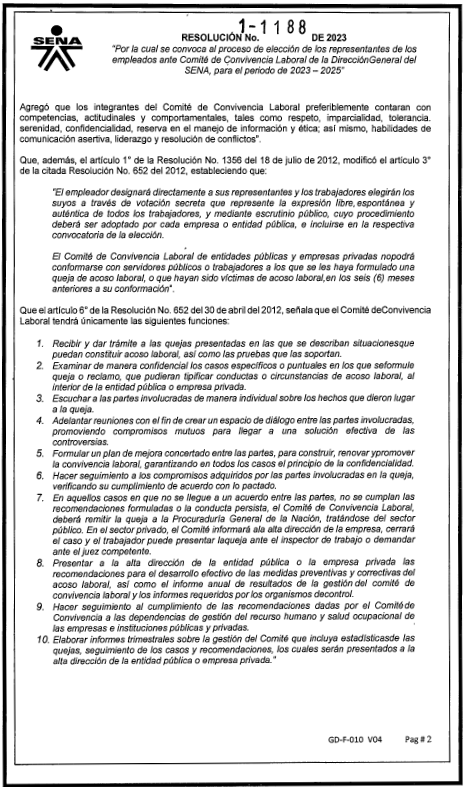 1-1188
SENA
RESOLUCIÓN No. DE 2023
"Por la cual se convoca al proceso de elección de los representantes de los
empleados ante Comité de Convivencia Laboral de la DirecciónGeneral del
SENA, para el periodo de 2023 – 2025"
Agregó que los integrantes del Comité de Convivencia Laboral preferiblemente contaran con
competencias, actitudinales y comportamentales, tales como respeto, imparcialidad, tolerancia.
serenidad, confidencialidad, reserva en el manejo de información y ética; así mismo, habilidades de
comunicación asertiva, liderazgo y resolución de conflictos".
Que, además, el artículo 1° de la Resolución No. 1356 del 18 de julio de 2012, modificó el artículo 3°
de la citada Resolución No. 652 del 2012, estableciendo que:
"El empleador designará directamente a sus representantes y los trabajadores elegirán los
suyos a través de votación secreta que represente la expresión libre, espontánea y
auténtica de todos los trabajadores, y mediante escrutinio público, cuyo procedimiento
deberá ser adoptado por cada empresa o entidad pública, e incluirse en la respectiva
convocatoria de la elección.
El Comité de Convivencia Laboral de entidades públicas y empresas privadas nopodrá
conformarse con servidores públicos o trabajadores a los que se les haya formulado una
queja de acoso laboral, o que hayan sido víctimas de acoso laboral,en los seis (6) meses
anteriores a su conformación".
Que el artículo 6° de la Resolución No. 652 del 30 de abril del 2012, señala que el Comité deConvivencia
Laboral tendrá únicamente las siguientes funciones:
1. Recibir y dar trámite a las quejas presentadas en las que se describan situacionesque
puedan constituir acoso laboral, así como las pruebas que las soportan.
2. Examinar de manera confidencial los casos específicos o puntuales en los que seformule
queja o reclamo, que pudieran tipificar conductas o circunstancias de acoso laboral, al
interior de la entidad pública o empresa privada.
3. Escuchar a las partes involucradas de manera individual sobre los hechos que dieron lugar
a la queja.
4. Adelantar reuniones con el fin de crear un espacio de diálogo entre las partes involucradas,
promoviendo compromisos mutuos para llegar a una solución efectiva de las
controversias.
5. Formular un plan de mejora concertado entre las partes, para construir, renovar ypromover
la convivencia laboral, garantizando en todos los casos el principio de la confidencialidad.
6. Hacer seguimiento a los compromisos adquiridos por las partes involucradas en la queja,
verificando su cumplimiento de acuerdo con lo pactado.
7. En aquellos casos en que no se llegue a un acuerdo entre las partes, no se cumplan las
recomendaciones formuladas o la conducta persista, el Comité de Convivencia Laboral,
deberá remitir la queja a la Procuraduría General de la Nación, tratándose del sector
público. En el sector privado, el Comité informará ala alta dirección de la empresa, cerrará
el caso y el trabajador puede presentar laqueja ante el inspector de trabajo o demandar
ante el juez competente.
8. Presentar a la alta dirección de la entidad pública o la empresa privada las
recomendaciones para el desarrollo efectivo de las medidas preventivas y correctivas del
acoso laboral, así como el informe anual de resultados de la gestión del comité de
convivencia laboral y los informes requeridos por los organismos decontrol.
9. Hacer seguimiento al cumplimiento de las recomendaciones dadas por el Comitéde
Convivencia a las dependencias de gestión del recurso humano y salud ocupacional de
las empresas e instituciones públicas y privadas.
10. Elaborar informes trimestrales sobre la gestión del Comité que incluya estadísticasde las
quejas, seguimiento de los casos y recomendaciones, los cuales serán presentados a la
alta dirección de la entidad pública o empresa privada."
GD-F-010 V04 Pag # 2